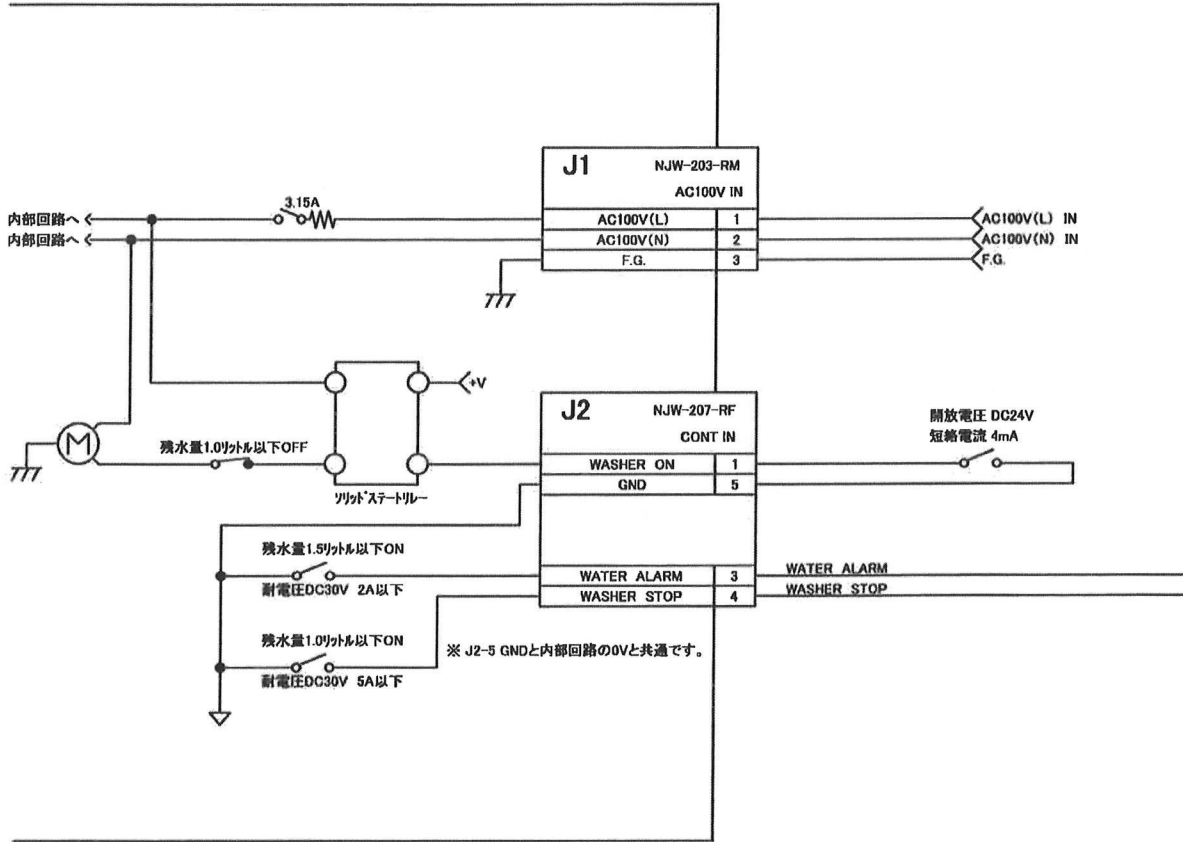 J1 NJW-203-RM
AC100V IN
3.15A
内部回路へ AC100V(L) 1 AC100V(L) IN
内部回路へ AC100V(N) 2 AC100V(N) IN
F.G. 3 F.G.
+V
J2 NJW-207-RF
CONT IN
開放電圧 DC24V
短絡電流 4mA
M
残水量1.0リットル以下OFF
WASHER ON 1
GND 5
ソリッドステートリレー
残水量1.5リットル以下ON
耐電圧DC30V 2A以下
WATER ALARM 3 WATER ALARM
WASHER STOP 4 WASHER STOP
残水量1.0リットル以下ON
耐電圧DC30V 5A以下
※ J2-5 GNDと内部回路の0Vと共通です。